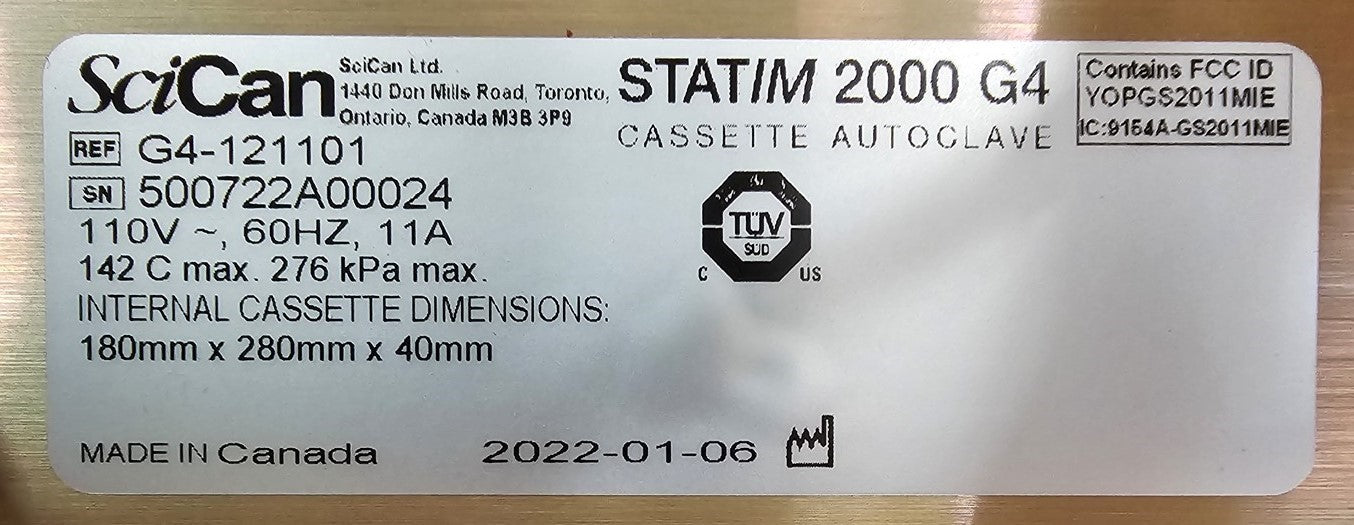 SciCan
SciCan Ltd.
1440 Don Mills Road, Toronto,
Ontario, Canada M3B 3P9
STATIM 2000 G4
CASSETTE AUTOCLAVE
Contains FCC ID
YOPGS2011MIE
IC:9154A-GS2011MIE
REF G4-121101
SN 500722A00024
110V ~, 60HZ, 11A
142 C max. 276 kPa max.
INTERNAL CASSETTE DIMENSIONS:
180mm x 280mm x 40mm
TÜV
SÜD
C US
MADE IN Canada 2022-01-06